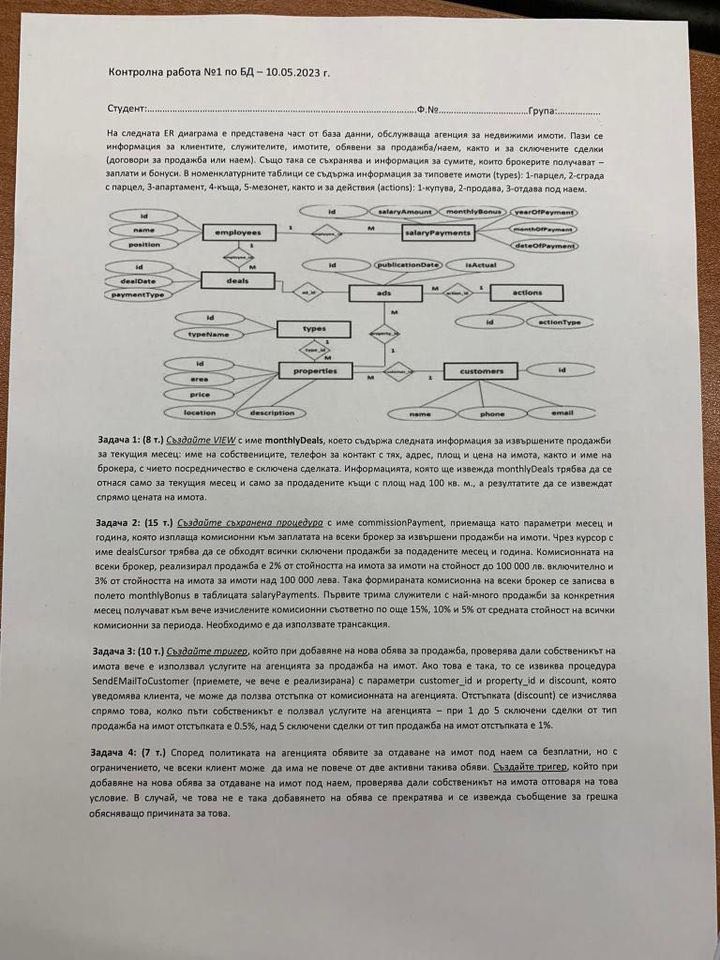 Контролна работа №1 по БД – 10.05.2023 г.
Студент:..........................................................................................Ф.№..............................Група:.................
На следната ER диаграма е представена част от база данни, обслужваща агенция за недвижими имоти. Пази се
информация за клиентите, служителите, имотите, обявени за продажба/наем, както и за сключените сделки
(договори за продажба или наем). Също така се съхранява и информация за сумите, които брокерите получават –
заплати и бонуси. В номенклатурните таблици се съдържа информация за типовете имоти (types): 1-парцел, 2-сграда
с парцел, 3-апартамент, 4-къща, 5-мезонет, както и за действия (actions): 1-купува, 2-продава, 3-отдава под наем.
id salaryAmount monthlyBonus yearOfPayment
id
name employees 1 employee_id M salaryPayments monthOfPayment
position 1 dateOfPayment
employee_id
id M id publicationDate isActual
dealDate deals
paymentType ad_id ads M action_id 1 actions
id M id actionType
typeName types property_id
1
type_id
id M 1
area properties M customer_id 1 customers id
price
location description name phone email
Задача 1: (8 т.) Създайте VIEW с име monthlyDeals, което съдържа следната информация за извършените продажби
за текущия месец: име на собствениците, телефон за контакт с тях, адрес, площ и цена на имота, както и име на
брокера, с чието посредничество е сключена сделката. Информацията, която ще извежда monthlyDeals трябва да се
отнася само за текущия месец и само за продадените къщи с площ над 100 кв. м., а резултатите да се извеждат
спрямо цената на имота.
Задача 2: (15 т.) Създайте съхранена процедура с име commissionPayment, приемаща като параметри месец и
година, която изплаща комисионни към заплатата на всеки брокер за извършени продажби на имоти. Чрез курсор с
име dealsCursor трябва да се обходят всички сключени продажби за подадените месец и година. Комисионната на
всеки брокер, реализирал продажба е 2% от стойността на имота за имоти на стойност до 100 000 лв. включително и
3% от стойността на имота за имоти над 100 000 лева. Така формираната комисионна на всеки брокер се записва в
полето monthlyBonus в таблицата salaryPayments. Първите трима служители с най-много продажби за конкретния
месец получават към вече изчислените комисионни съответно по още 15%, 10% и 5% от средната стойност на всички
комисионни за периода. Необходимо е да използвате трансакция.
Задача 3: (10 т.) Създайте тригер, който при добавяне на нова обява за продажба, проверява дали собственикът на
имота вече е използвал услугите на агенцията за продажба на имот. Ако това е така, то се извиква процедура
SendEMailToCustomer (приемете, че вече е реализирана) с параметри customer_id и property_id и discount, която
уведомява клиента, че може да ползва отстъпка от комисионната на агенцията. Отстъпката (discount) се изчислява
спрямо това, колко пъти собственикът е ползвал услугите на агенцията – при 1 до 5 сключени сделки от тип
продажба на имот отстъпката е 0.5%, над 5 сключени сделки от тип продажба на имот отстъпката е 1%.
Задача 4: (7 т.) Според политиката на агенцията обявите за отдаване на имот под наем са безплатни, но с
ограничението, че всеки клиент може да има не повече от две активни такива обяви. Създайте тригер, който при
добавяне на нова обява за отдаване на имот под наем, проверява дали собственикът на имота отговаря на това
условие. В случай, че това не е така добавянето на обява се прекратява и се извежда съобщение за грешка
обясняващо причината за това.